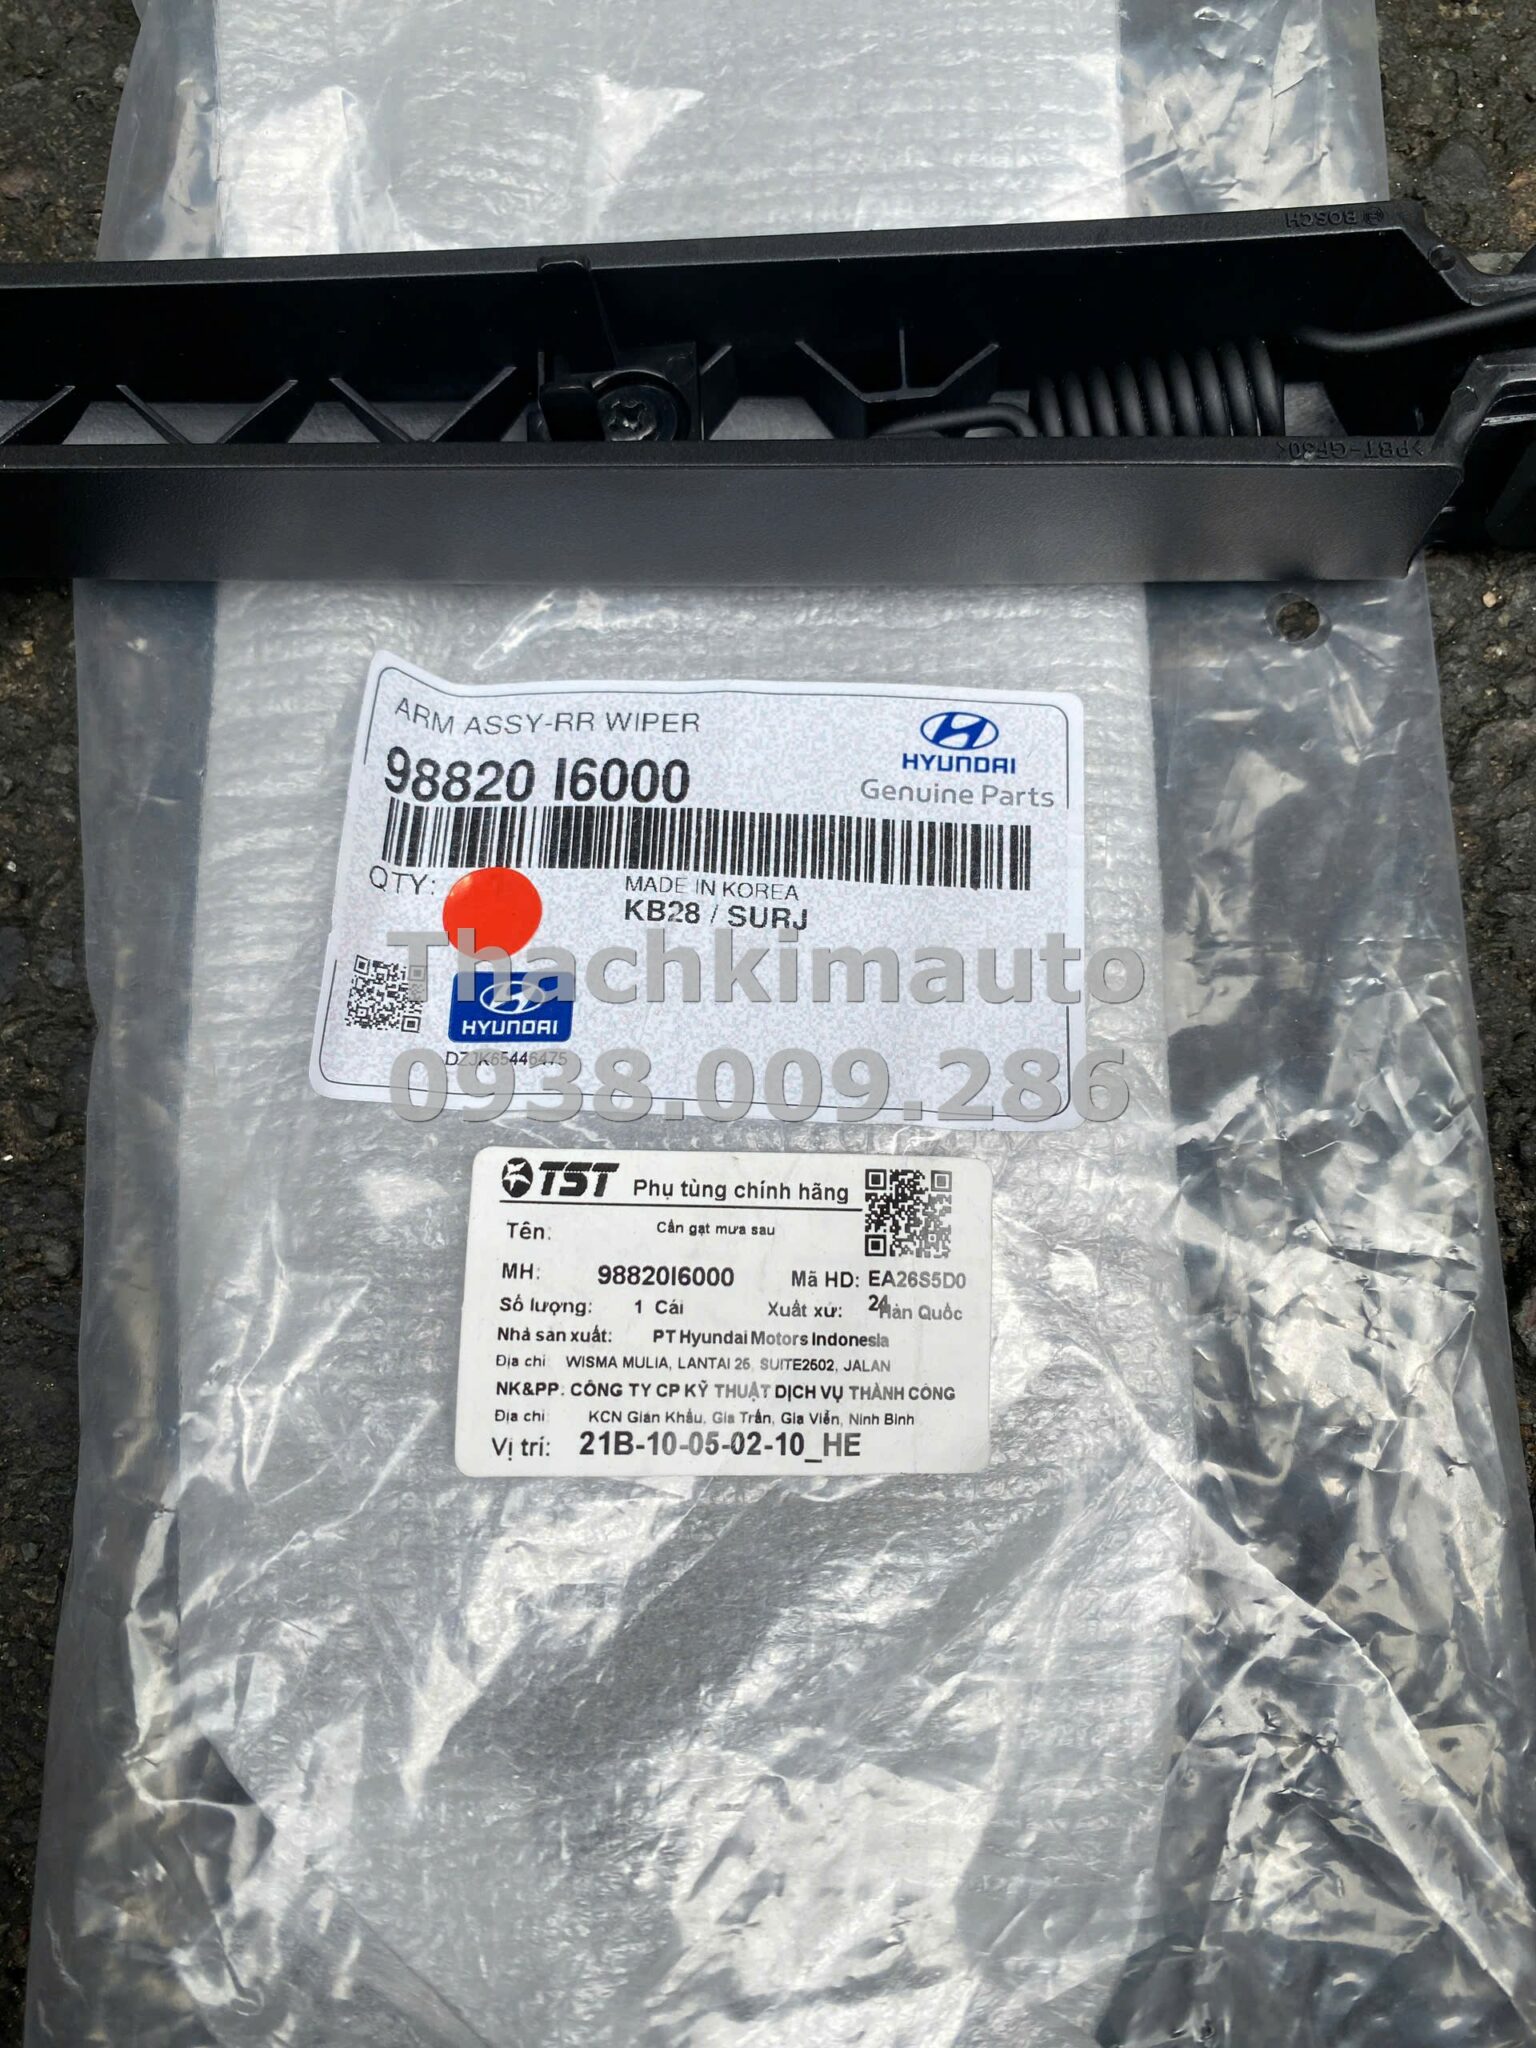 BOSCH
>PBT-GF30<
ARM ASSY-RR WIPER
98820 I6000
HYUNDAI
Genuine Parts
QTY:
MADE IN KOREA
KB28 / SURJ
Thachkimauto
HYUNDAI
DZJK65446475
0938.009.286
TST Phụ tùng chính hãng
Tên: Cần gạt mưa sau
MH: 98820I6000 Mã HD: EA26S5D0
24
Số lượng: 1 Cái Xuất xứ: Hàn Quốc
Nhà sản xuất: PT Hyundai Motors Indonesia
Địa chỉ WISMA MULIA, LANTAI 26, SUITE2602, JALAN
NK&PP: CÔNG TY CP KỸ THUẬT DỊCH VỤ THÀNH CÔNG
Địa chỉ KCN Gián Khẩu, Gia Trấn, Gia Viễn, Ninh Bình
Vị trí: 21B-10-05-02-10_HE